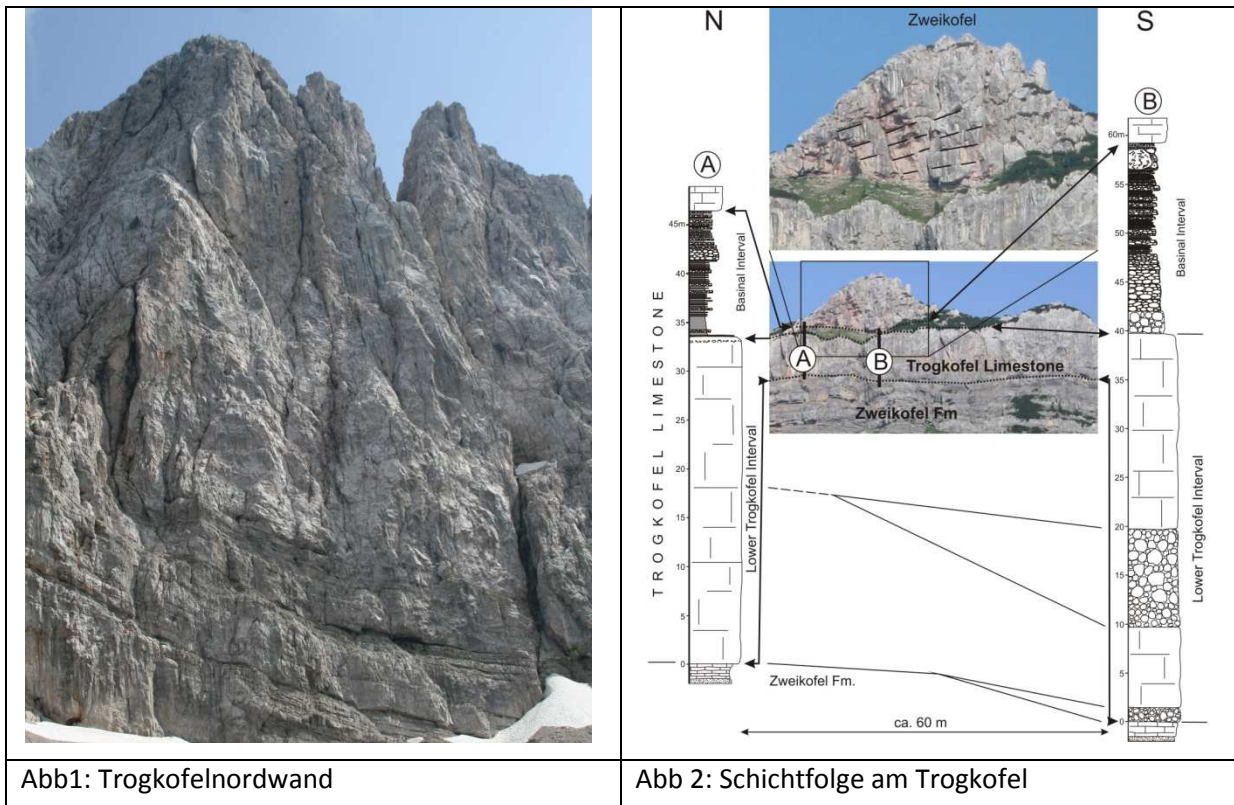 Abb1: Trogkofelnordwand
N
Zweikofel
S
A
B
TROGKOFEL LIMESTONE
45m
40
35
30
25
20
15
10
5
0
Basinal Interval
Lower Trogkofel Interval
A
B
Trogkofel Limestone
Zweikofel Fm
Zweikofel Fm.
ca. 60 m
60m
55
50
45
40
35
30
25
20
15
10
5
0
Basinal Interval
Lower Trogkofel Interval
Abb 2: Schichtfolge am Trogkofel